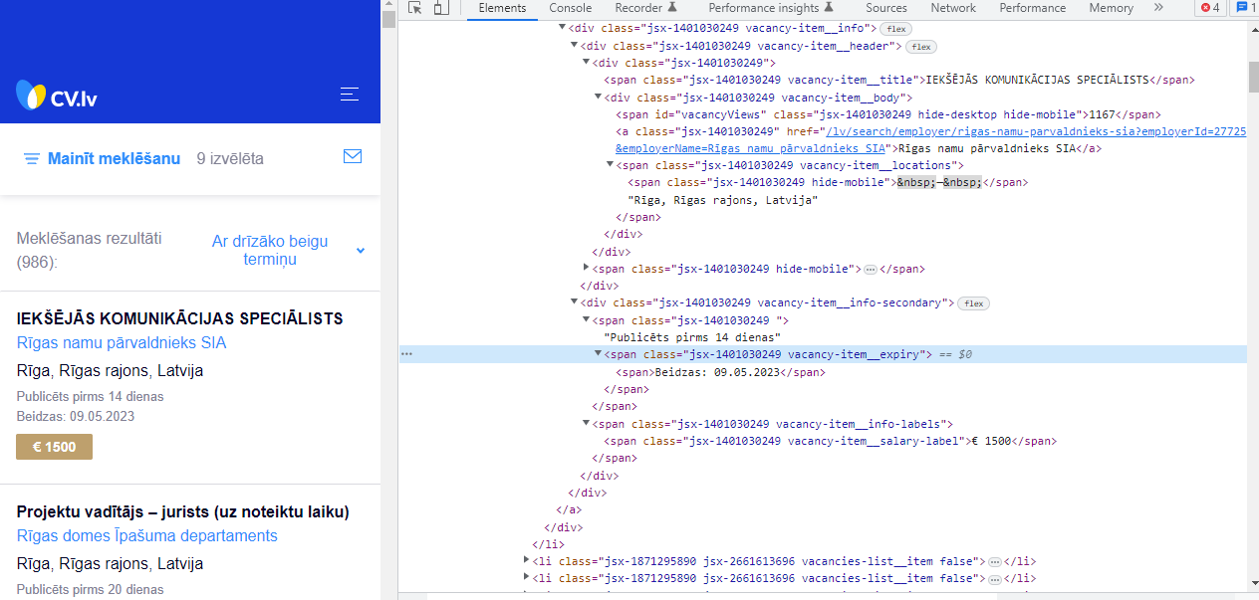 CV.lv
Mainīt meklēšanu 9 izvēlēta
Meklēšanas rezultāti
(986):
Ar drīzāko beigu
termiņu
IEKŠĒJĀS KOMUNIKĀCIJAS SPECIĀLISTS
Rīgas namu pārvaldnieks SIA
Rīga, Rīgas rajons, Latvija
Publicēts pirms 14 dienas
Beidzas: 09.05.2023
€ 1500
Projektu vadītājs – jurists (uz noteiktu laiku)
Rīgas domes Īpašuma departaments
Rīga, Rīgas rajons, Latvija
Publicēts pirms 20 dienas
Elements Console Recorder Performance insights Sources Network Performance Memory » 4 1
<div class="jsx-1401030249 vacancy-item__info"> flex
<div class="jsx-1401030249 vacancy-item__header"> flex
<div class="jsx-1401030249">
<span class="jsx-1401030249 vacancy-item__title">IEKŠĒJĀS KOMUNIKĀCIJAS SPECIĀLISTS</span>
<div class="jsx-1401030249 vacancy-item__body">
<span id="vacancyViews" class="jsx-1401030249 hide-desktop hide-mobile">1167</span>
<a class="jsx-1401030249" href="/lv/search/employer/rigas-namu-parvaldnieks-sia?employerId=27725
&employerName=Rīgas namu pārvaldnieks SIA">Rīgas namu pārvaldnieks SIA</a>
<span class="jsx-1401030249 vacancy-item__locations">
<span class="jsx-1401030249 hide-mobile">&nbsp;—&nbsp;</span>
"Rīga, Rīgas rajons, Latvija"
</span>
</div>
</div>
<span class="jsx-1401030249 hide-mobile">…</span>
</div>
<div class="jsx-1401030249 vacancy-item__info-secondary"> flex
<span class="jsx-1401030249 ">
"Publicēts pirms 14 dienas"
… <span class="jsx-1401030249 vacancy-item__expiry"> == $0
<span>Beidzas: 09.05.2023</span>
</span>
</span>
<span class="jsx-1401030249 vacancy-item__info-labels">
<span class="jsx-1401030249 vacancy-item__salary-label">€ 1500</span>
</span>
</div>
</div>
</a>
</div>
</li>
<li class="jsx-1871295890 jsx-2661613696 vacancies-list__item false">…</li>
<li class="jsx-1871295890 jsx-2661613696 vacancies-list__item false">…</li>